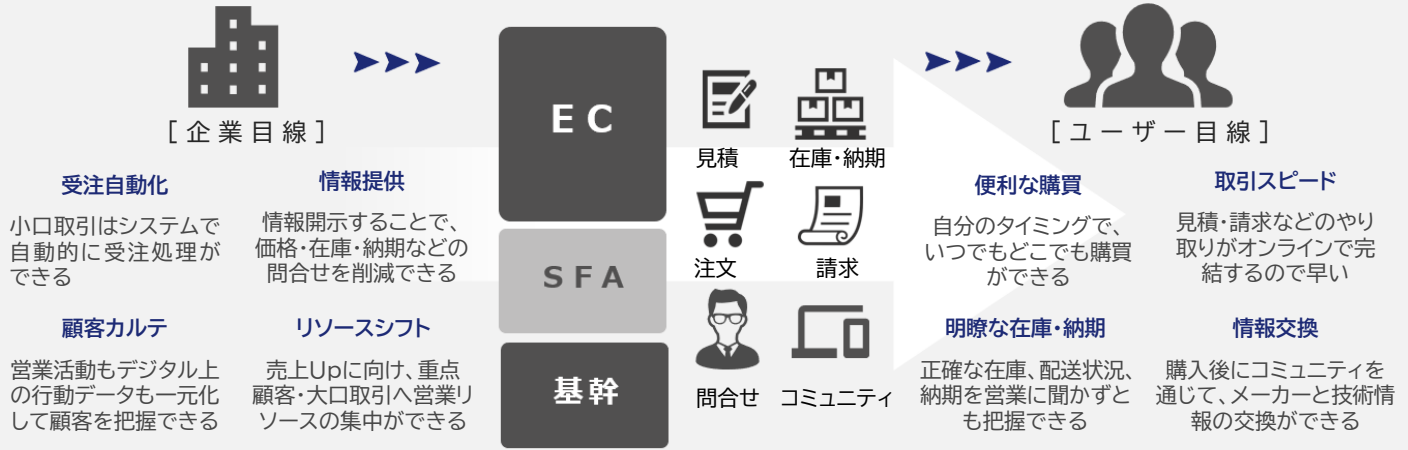 [企業目線]
受注自動化
小口取引はシステムで
自動的に受注処理が
できる
情報提供
情報開示することで、
価格・在庫・納期などの
問合せを削減できる
顧客カルテ
営業活動もデジタル上
の行動データも一元化
して顧客を把握できる
リソースシフト
売上Upに向け、重点
顧客・大口取引へ営業リ
ソースの集中ができる
EC
SFA
基幹
見積
在庫・納期
注文
請求
問合せ
コミュニティ
[ユーザー目線]
便利な購買
自分のタイミングで、
いつでもどこでも購買
ができる
取引スピード
見積・請求などのやり
取りがオンラインで完
結するので早い
明瞭な在庫・納期
正確な在庫、配送状況、
納期を営業に聞かずと
も把握できる
情報交換
購入後にコミュニティを
通じて、メーカーと技術情
報の交換ができる